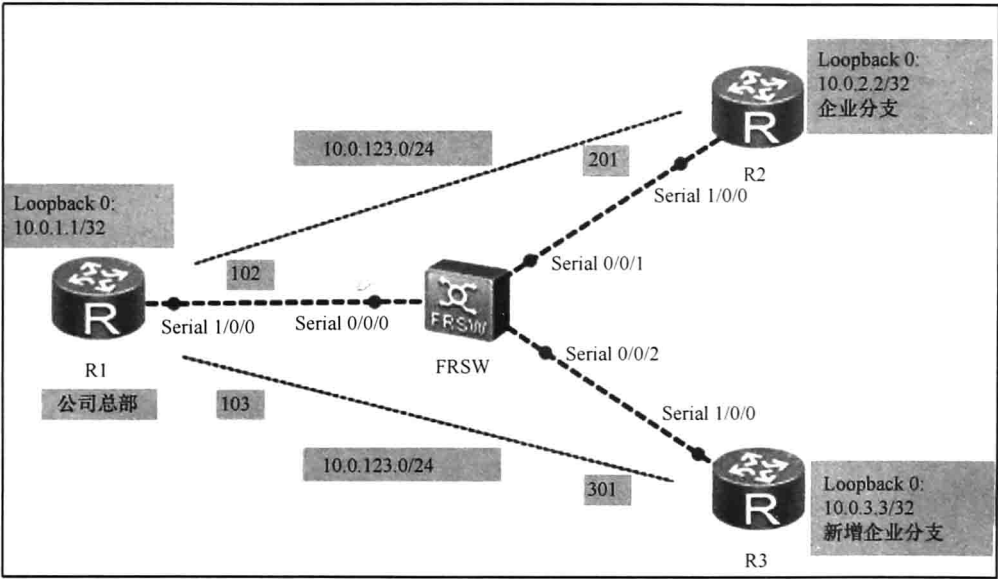 Loopback 0:
10.0.2.2/32
企业分支
R
R2
10.0.123.0/24
201
Serial 1/0/0
Loopback 0:
10.0.1.1/32
Serial 0/0/1
102
R
Serial 1/0/0
Serial 0/0/0
FRSW
FRSW
Serial 0/0/2
R1
公司总部
103
Serial 1/0/0
10.0.123.0/24
301
R
R3
Loopback 0:
10.0.3.3/32
新增企业分支